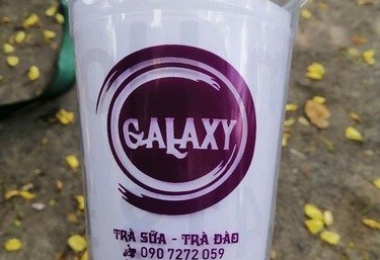 GALAXY
TRÀ SỮA - TRÀ ĐÀO
090 7272 059